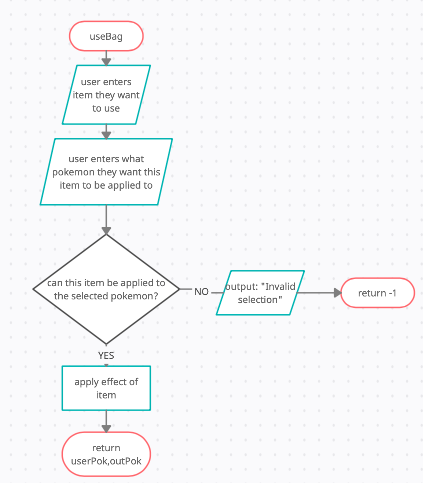 useBag
user enters
item they want
to use
user enters what
pokemon they want this
item to be applied to
can this item be applied to
the selected pokemon?
NO
output: "Invalid
selection"
return -1
YES
apply effect of
item
return
userPok,outPok